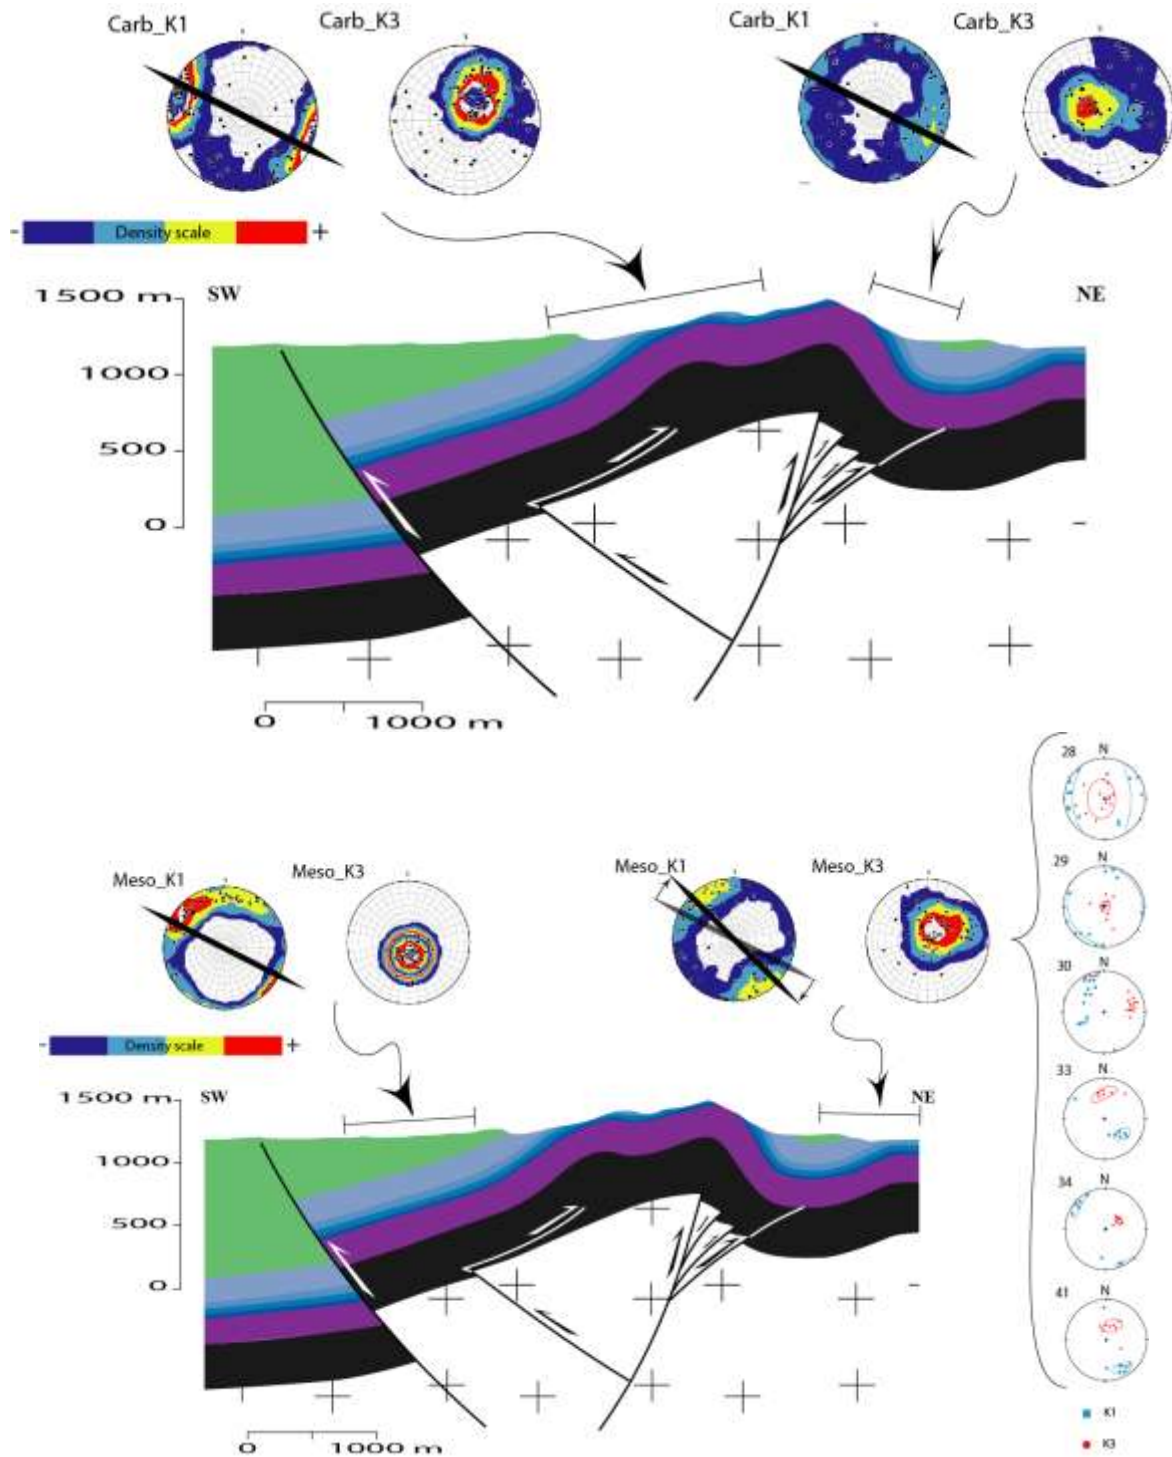 Carb_K1
Carb_K3
Carb_K1
Carb_K3
- Density scale +
1500 m
SW
NE
1000
500
0
0
1000 m
28
N
29
N
30
N
33
N
34
N
41
N
K1
K3
Meso_K1
Meso_K3
Meso_K1
Meso_K3
- Density scale +
1500 m
SW
NE
1000
500
0
0
1000 m